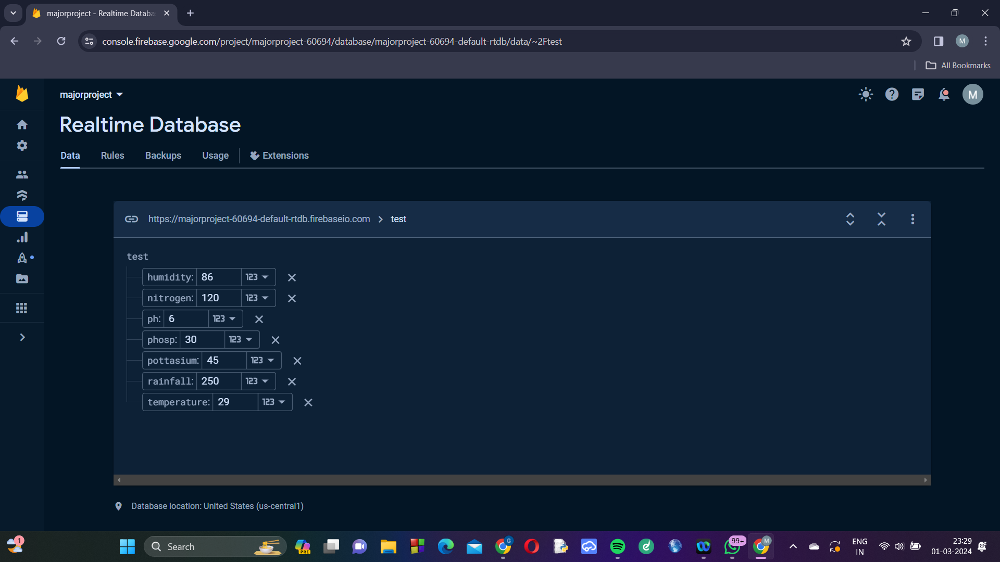 majorproject - Realtime Databa
console.firebase.google.com/project/majorproject-60694/database/majorproject-60694-default-rtdb/data/~2Ftest
M
All Bookmarks
majorproject
M
Realtime Database
Data Rules Backups Usage Extensions
https://majorproject-60694-default-rtdb.firebaseio.com > test
test
humidity: 86 123
nitrogen: 120 123
ph: 6 123
phosp: 30 123
pottasium: 45 123
rainfall: 250 123
temperature: 29 123
Database location: United States (us-central1)
1
Search
PRE
G
99+
M
ENG
IN
23:29
01-03-2024